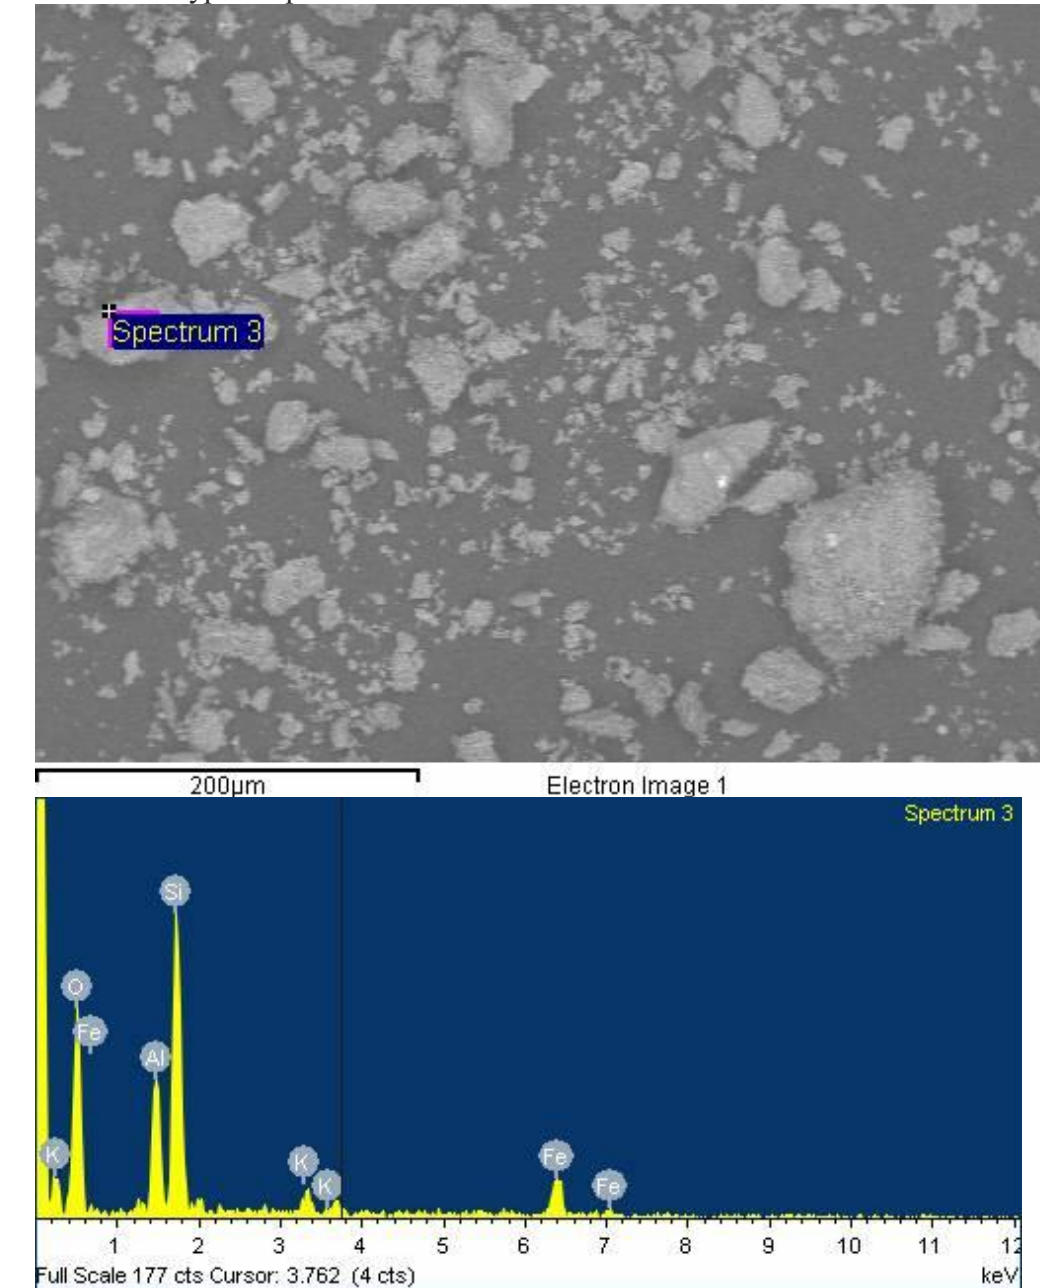 Spectrum 3
200µm
Electron Image 1
Spectrum 3
Si
O
Fe
Al
K
K
K
Fe
Fe
1 2 3 4 5 6 7 8 9 10 11 12
Full Scale 177 cts Cursor: 3.762 (4 cts)
keV